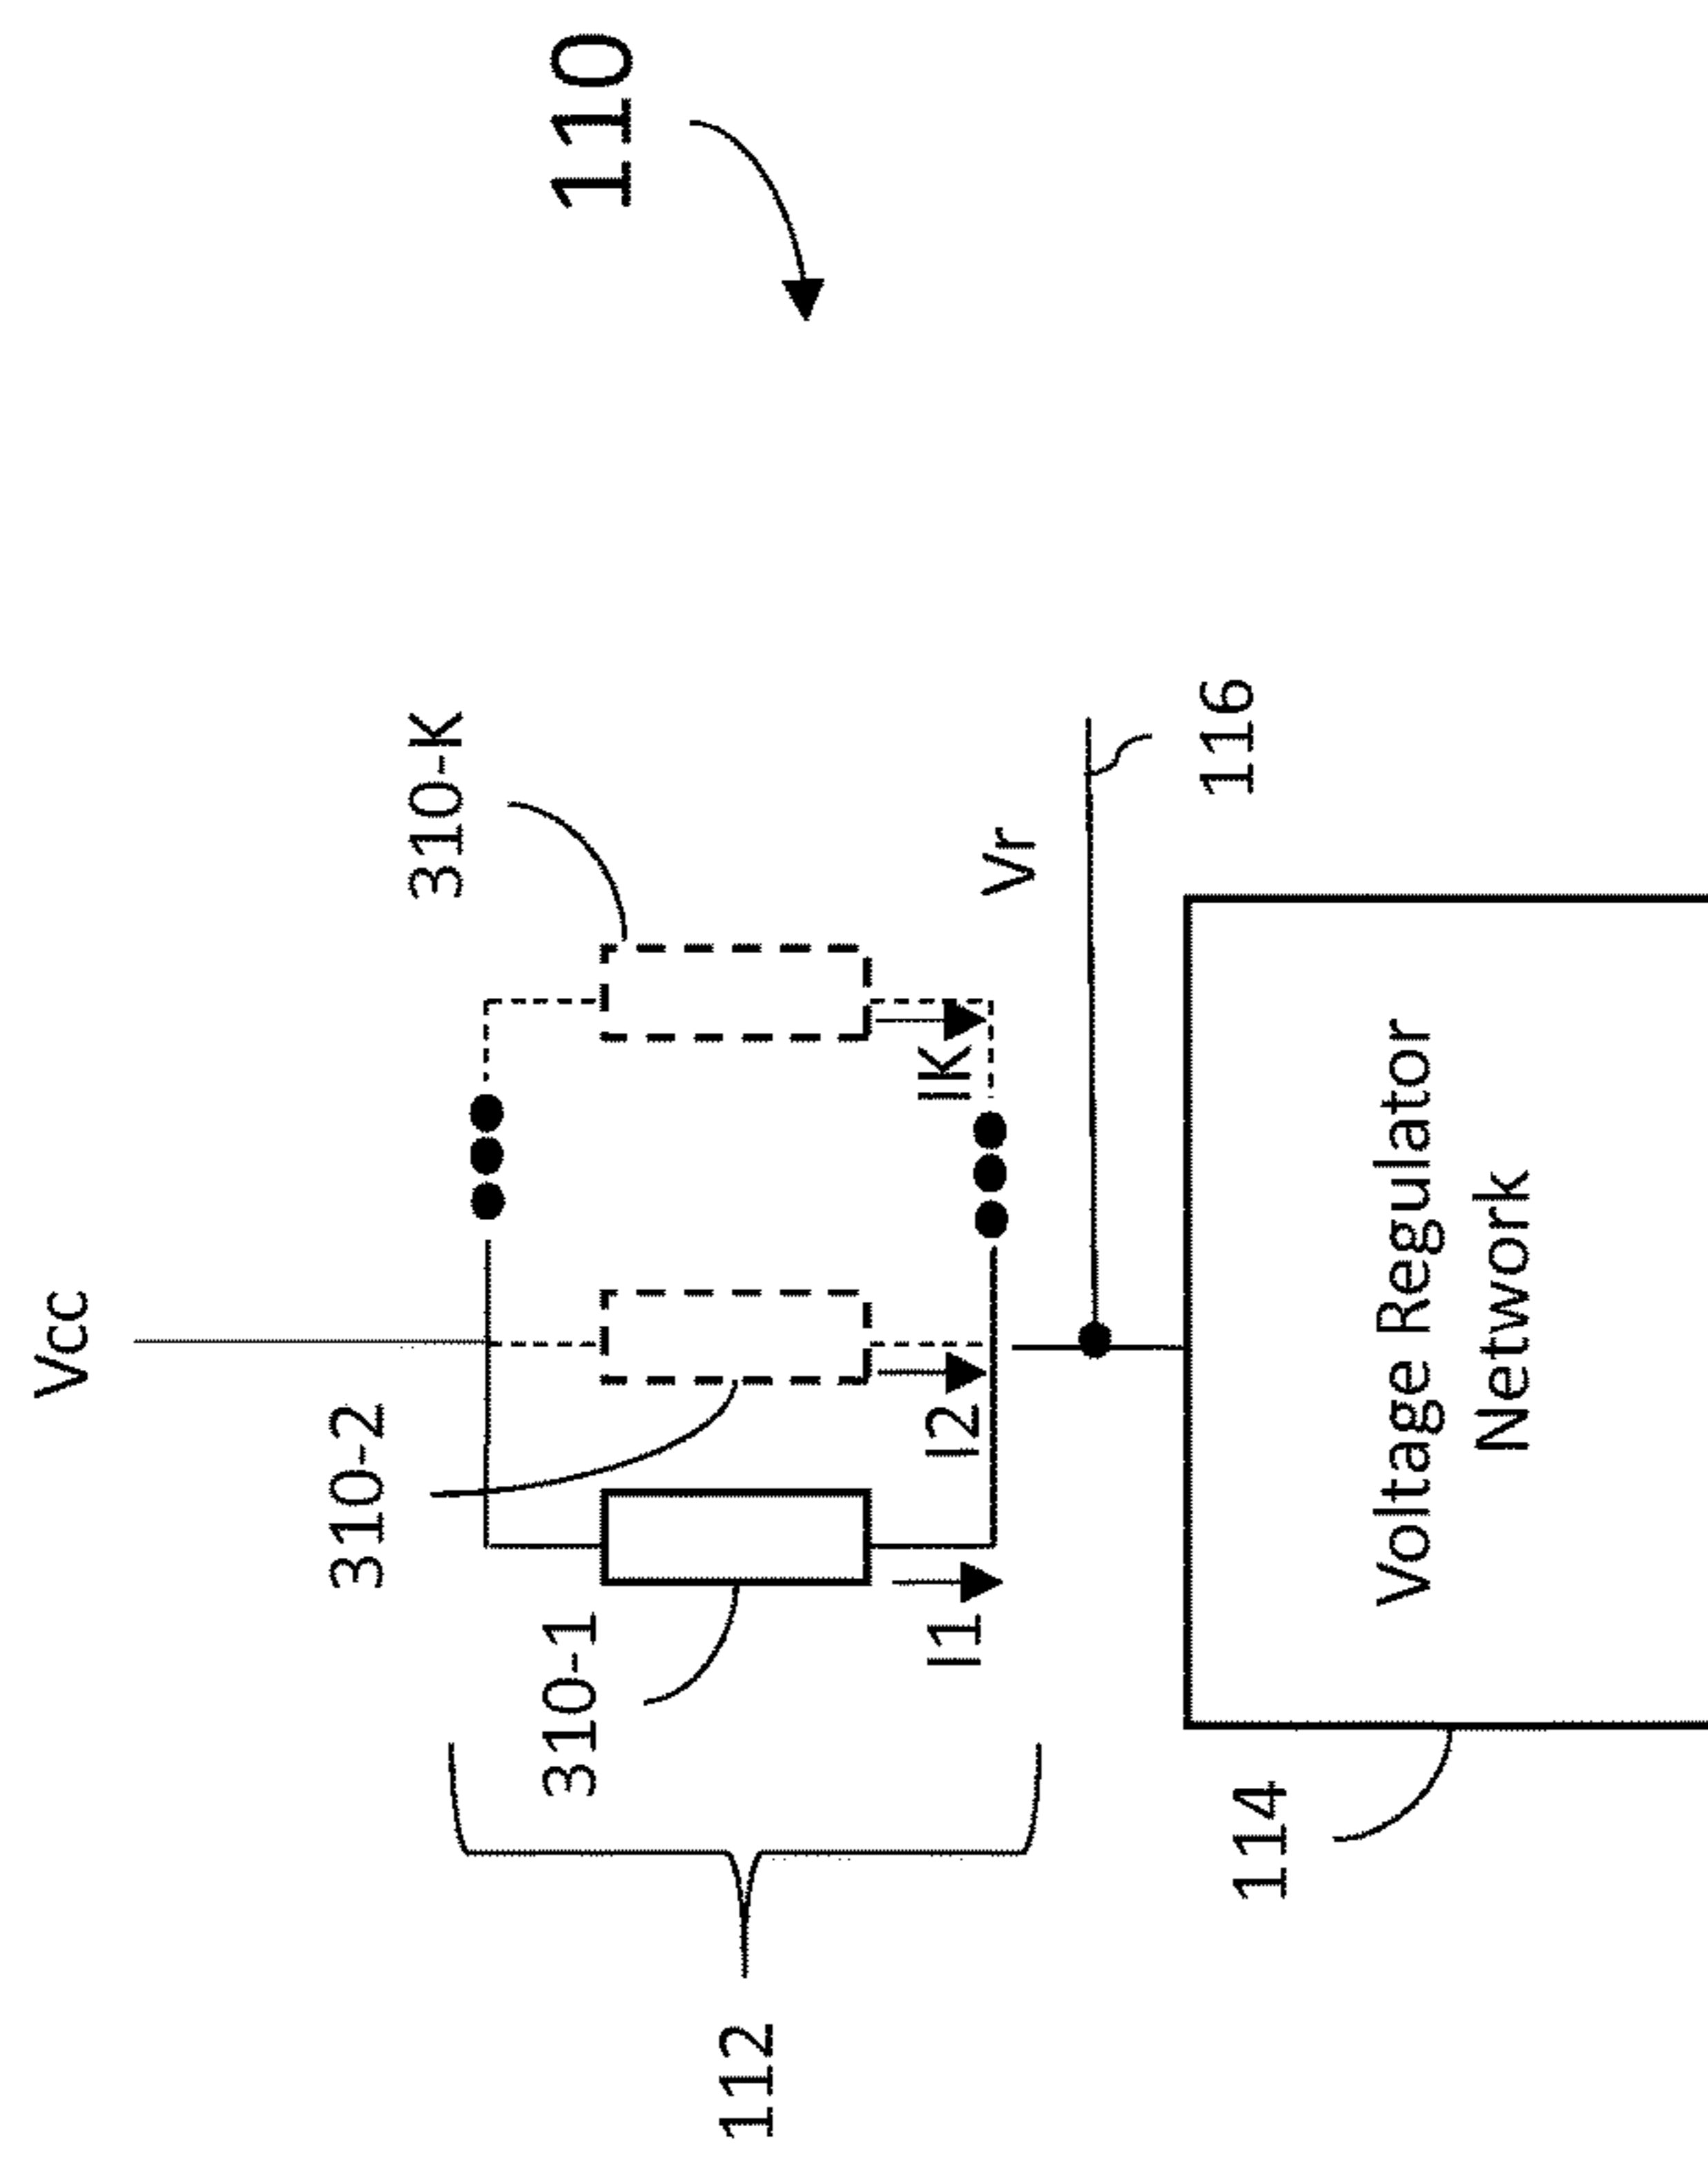 110
Vcc
310-K
310-2
310-1
IK
I2
I1
Vr
116
112
114
Voltage Regulator
Network